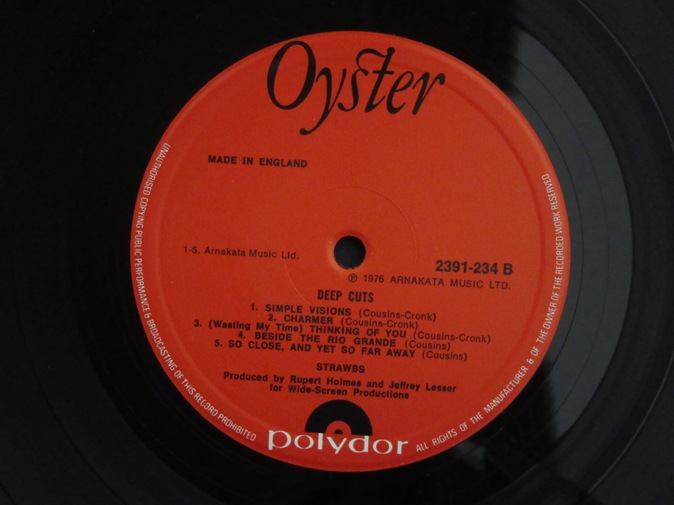 Oyster
MADE IN ENGLAND
1-5. Arnakata Music Ltd.
2391-234 B
℗ 1976 ARNAKATA MUSIC LTD.
DEEP CUTS
1. SIMPLE VISIONS (Cousins-Cronk)
2. CHARMER (Cousins-Cronk)
3. (Wasting My Time) THINKING OF YOU (Cousins-Cronk)
4. BESIDE THE RIO GRANDE (Cousins)
5. SO CLOSE, AND YET SO FAR AWAY (Cousins)
STRAWBS
Produced by Rupert Holmes and Jeffrey Lesser
for Wide-Screen Productions
polydor
ALL RIGHTS OF THE MANUFACTURER & OF THE OWNER OF THE RECORDED WORK RESERVED
UNAUTHORISED COPYING PUBLIC PERFORMANCE & BROADCASTING OF THIS RECORD PROHIBITED